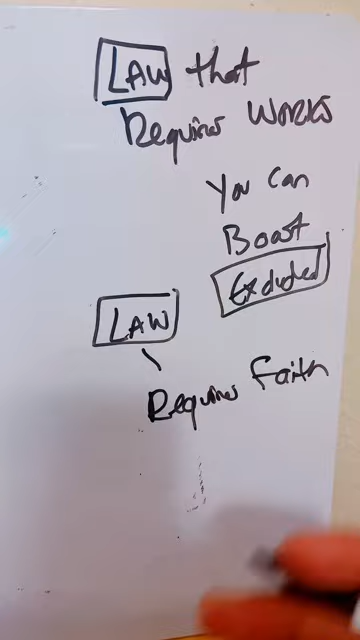 LAW that
Requires WORKS
You Can
Boast
Excluded
LAW
Requires Faith